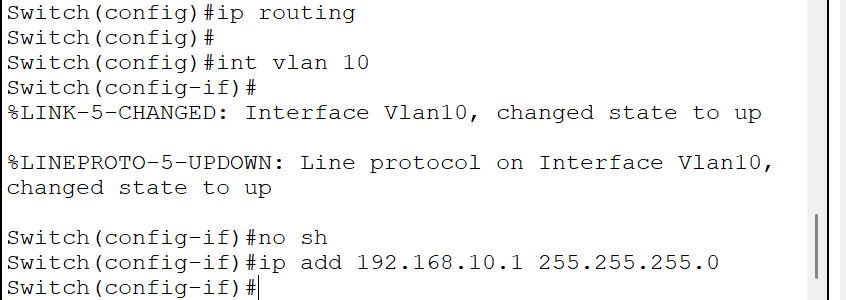 Switch(config)#ip routing
Switch(config)#
Switch(config)#int vlan 10
Switch(config-if)#
%LINK-5-CHANGED: Interface Vlan10, changed state to up
%LINEPROTO-5-UPDOWN: Line protocol on Interface Vlan10,
changed state to up
Switch(config-if)#no sh
Switch(config-if)#ip add 192.168.10.1 255.255.255.0
Switch(config-if)#